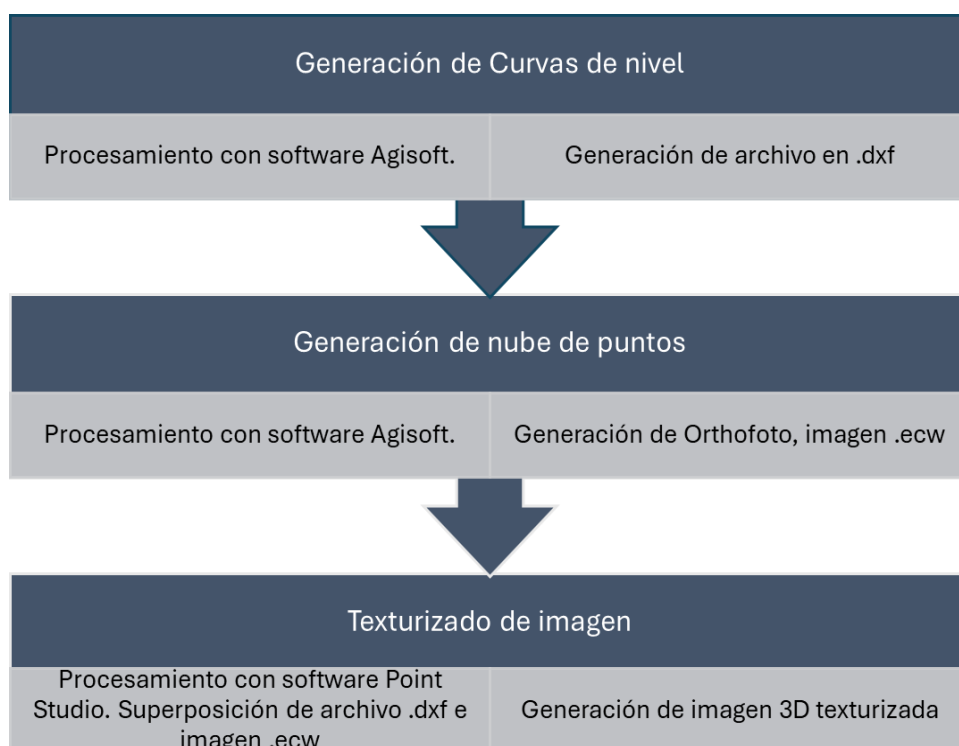 Generación de Curvas de nivel
Procesamiento con software Agisoft.
Generación de archivo en .dxf
Generación de nube de puntos
Procesamiento con software Agisoft.
Generación de Orthofoto, imagen .ecw
Texturizado de imagen
Procesamiento con software Point
Studio. Superposición de archivo .dxf e
imagen .ecw
Generación de imagen 3D texturizada